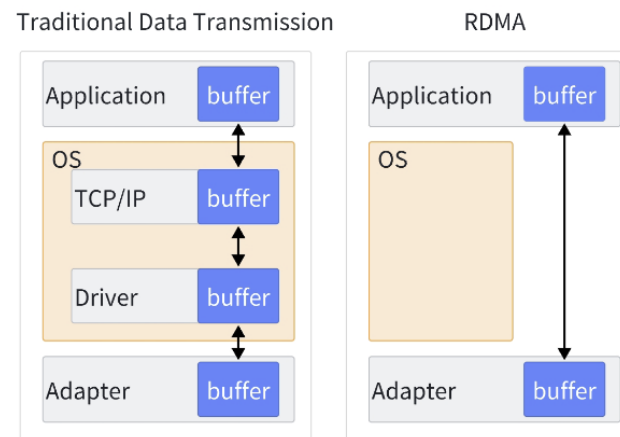 Traditional Data Transmission
Application buffer
OS
TCP/IP buffer
Driver buffer
Adapter buffer
RDMA
Application buffer
OS
Adapter buffer